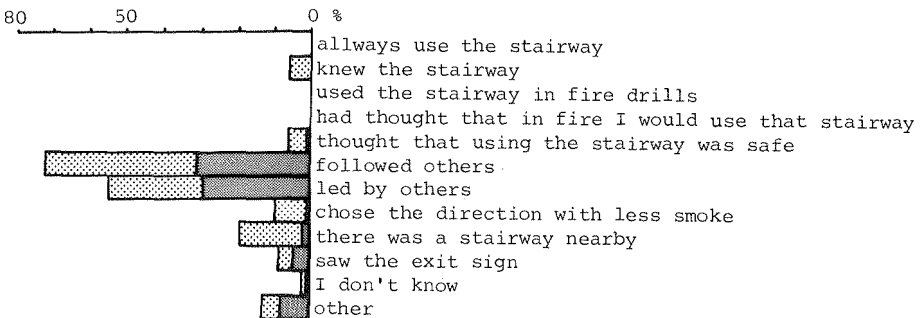 80 50 0 %
allways use the stairway
knew the stairway
used the stairway in fire drills
had thought that in fire I would use that stairway
thought that using the stairway was safe
followed others
led by others
chose the direction with less smoke
there was a stairway nearby
saw the exit sign
I don't know
other